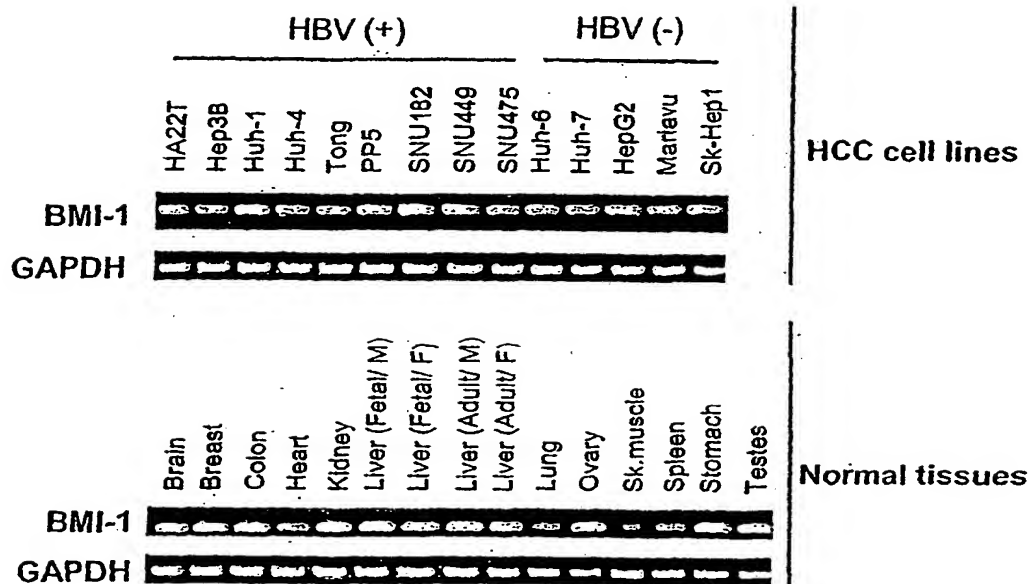 HBV (+) HBV (-)
HA22T Hep3B Huh-1 Huh-4 Tong PP5 SNU182 SNU449 SNU475 Huh-6 Huh-7 HepG2 Marlavu Sk-Hep1
HCC cell lines
BMI-1
GAPDH
Brain Breast Colon Heart Kidney Liver (Fetal/ M) Liver (Fetal/ F) Liver (Adult/ M) Liver (Adult/ F) Lung Ovary Sk.muscle Spleen Stomach Testes
Normal tissues
BMI-1
GAPDH